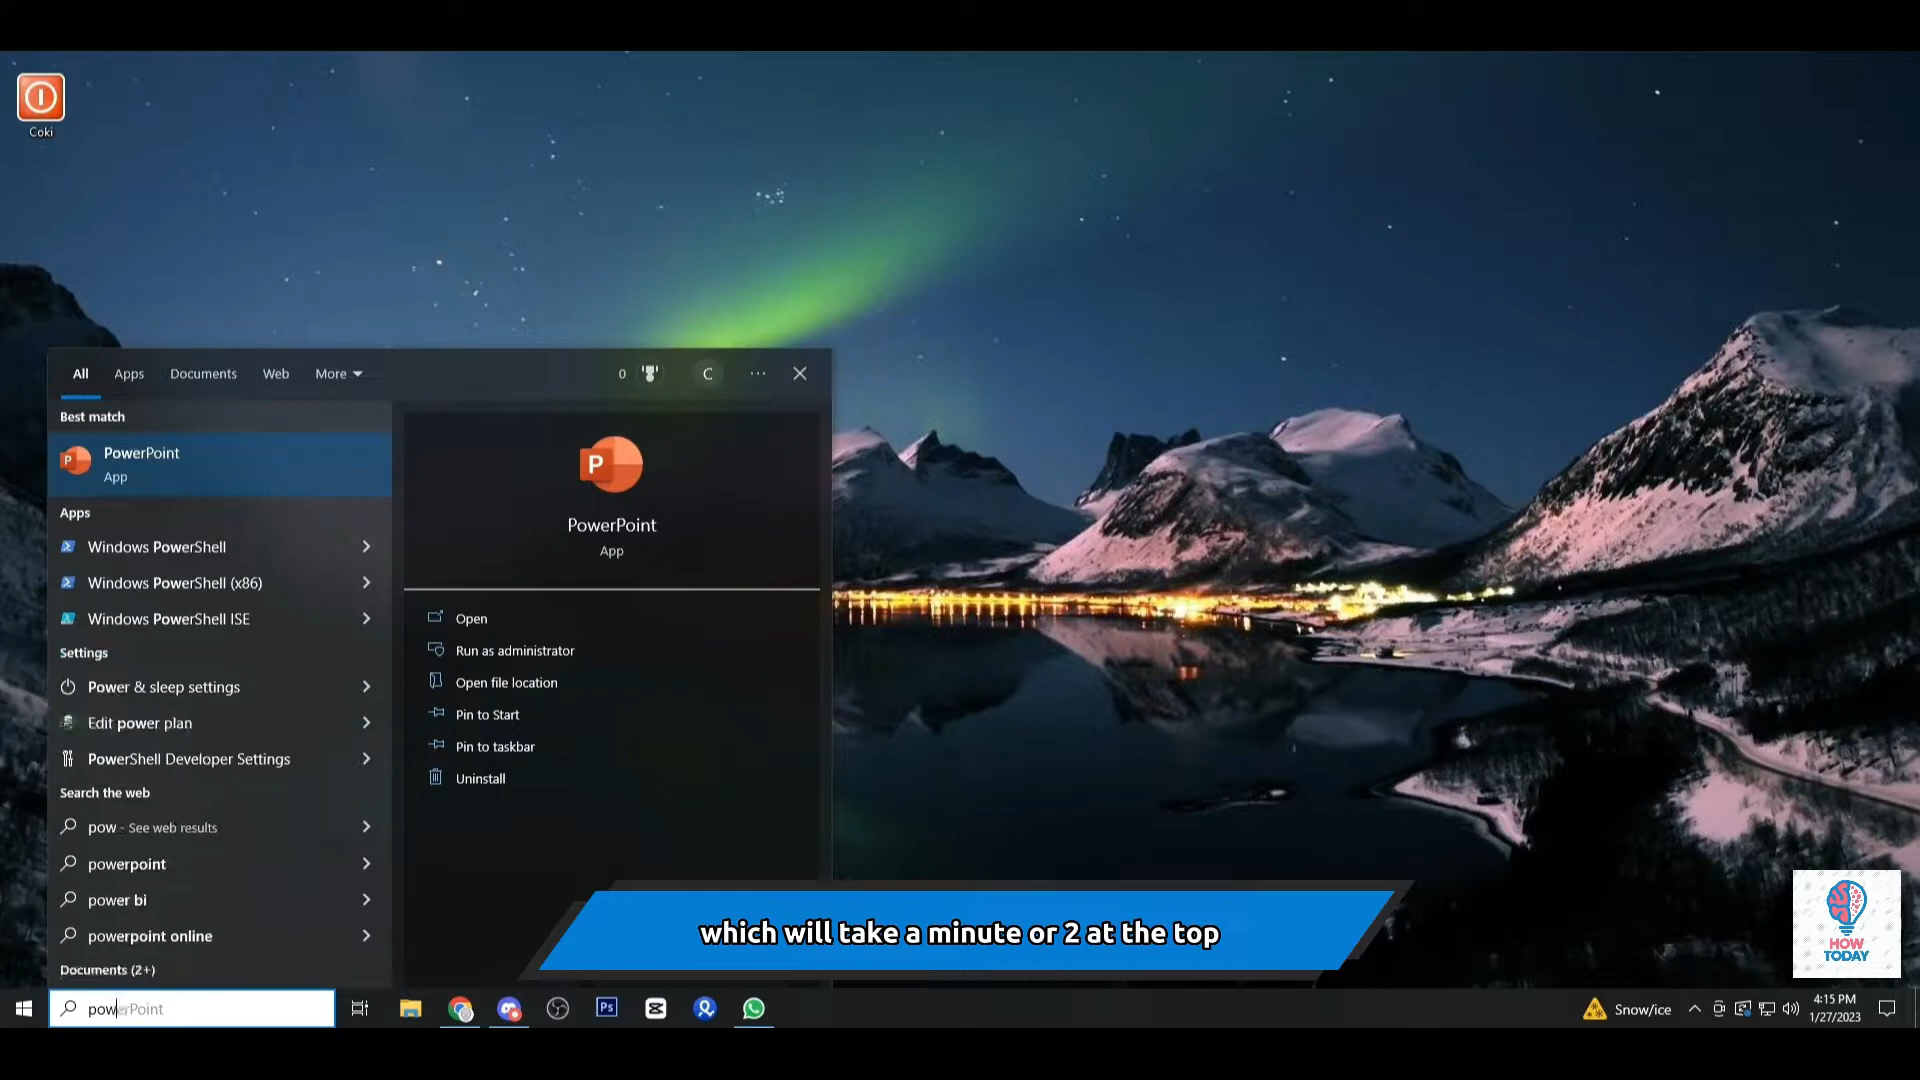 Coki
All Apps Documents Web More 0 C
Best match
PowerPoint
App
Apps
Windows PowerShell
Windows PowerShell (x86)
Windows PowerShell ISE
Settings
Power & sleep settings
Edit power plan
PowerShell Developer Settings
Search the web
pow - See web results
powerpoint
power bi
powerpoint online
Documents (2+)
P
PowerPoint
App
Open
Run as administrator
Open file location
Pin to Start
Pin to taskbar
Uninstall
which will take a minute or 2 at the top
HOW
TODAY
powerPoint
Ps
Snow/ice
4:15 PM
1/27/2023